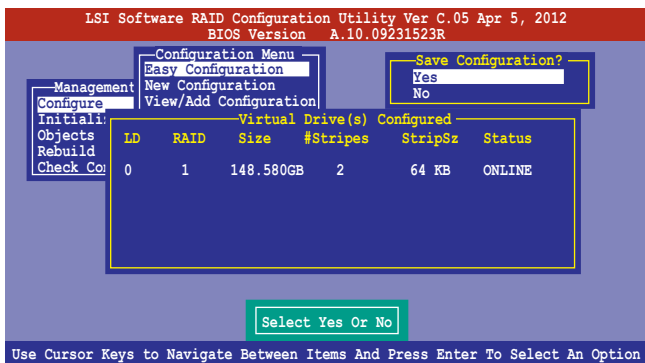 LSI Software RAID Configuration Utility Ver C.05 Apr 5, 2012
BIOS Version A.10.09231523R
Configuration Menu
Easy Configuration
New Configuration
View/Add Configuration
Save Configuration?
Yes
No
Management
Configure
Objects
Rebuild
Check
Virtual Drive(s) Configured
LD RAID Size #Stripes StripSz Status
0 1 148.580GB 2 64 KB ONLINE
Select Yes Or No
Use Cursor Keys to Navigate Between Items And Press Enter To Select An Option